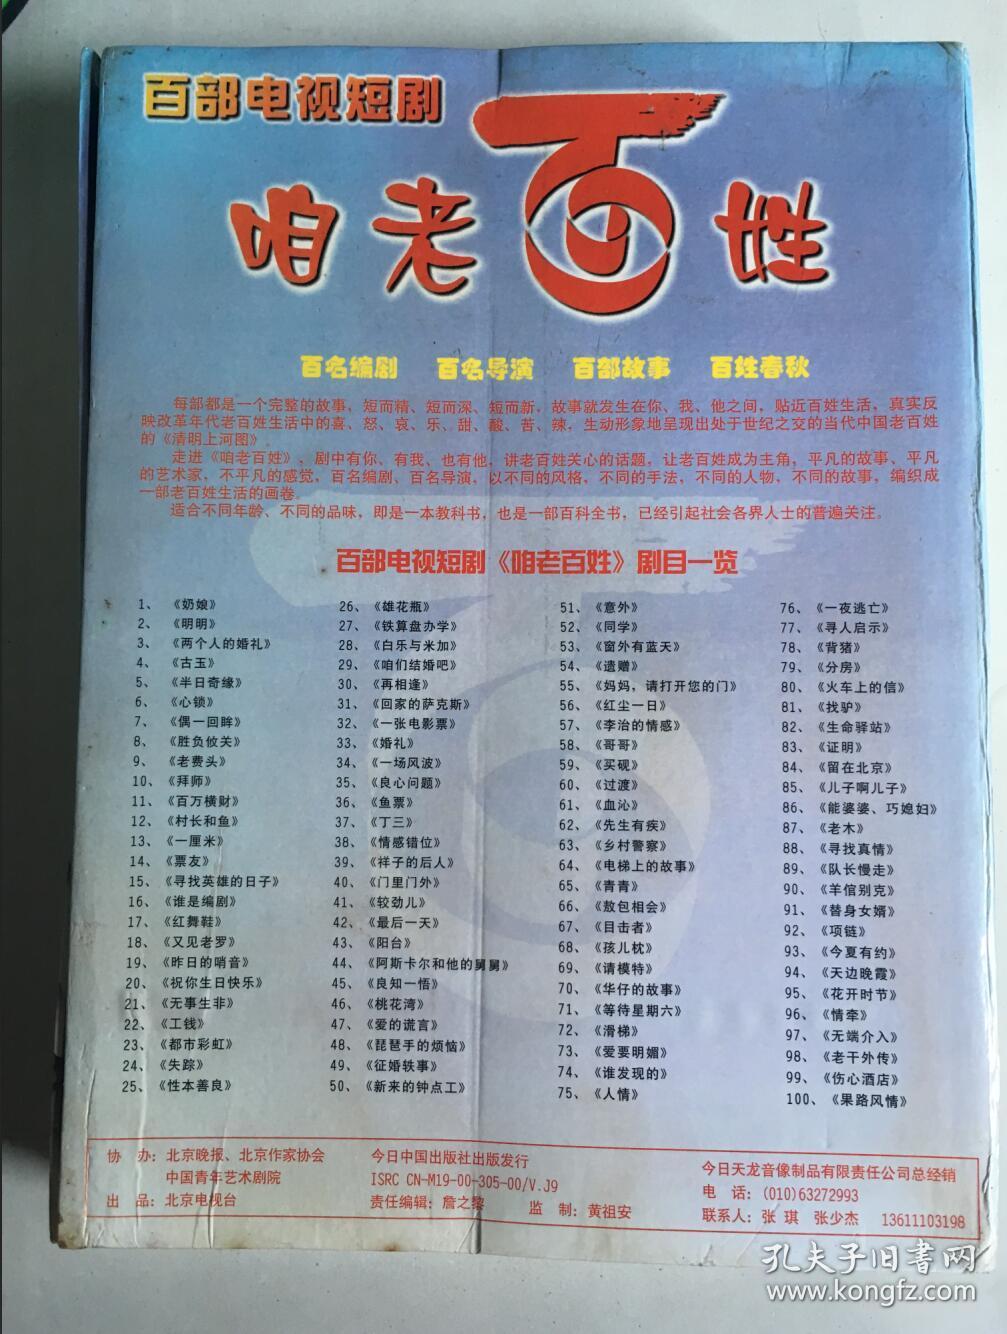 百部电视短剧
咱老百姓
百名编剧 百名导演 百部故事 百姓春秋
每部都是一个完整的故事，短而精、短而深、短而新，故事就发生在你、我、他之间，贴近百姓生活，真实反
映改革年代老百姓生活中的喜、怒、哀、乐、甜、酸、苦、辣，生动形象地呈现出处于世纪之交的当代中国老百姓
的《清明上河图》。
走进《咱老百姓》，剧中有你、有我、也有他，讲老百姓关心的话题，让老百姓成为主角，平凡的故事、平凡
的艺术家，不平凡的感觉，百名编剧、百名导演，以不同的风格，不同的手法，不同的人物，不同的故事，编织成
一部老百姓生活的画卷。
适合不同年龄、不同的品味，即是一本教科书，也是一部百科全书，已经引起社会各界人士的普遍关注。
百部电视短剧《咱老百姓》剧目一览
1、《奶娘》
2、《明明》
3、《两个人的婚礼》
4、《古玉》
5、《半日奇缘》
6、《心锁》
7、《偶一回眸》
8、《胜负攸关》
9、《老费头》
10、《拜师》
11、《百万横财》
12、《村长和鱼》
13、《一厘米》
14、《票友》
15、《寻找英雄的日子》
16、《谁是编剧》
17、《红舞鞋》
18、《又见老罗》
19、《昨日的哨音》
20、《祝你生日快乐》
21、《无事生非》
22、《工钱》
23、《都市彩虹》
24、《失踪》
25、《性本善良》
26、《雄花瓶》
27、《铁算盘办学》
28、《白乐与米加》
29、《咱们结婚吧》
30、《再相逢》
31、《回家的萨克斯》
32、《一张电影票》
33、《婚礼》
34、《一场风波》
35、《良心问题》
36、《鱼票》
37、《丁三》
38、《情感错位》
39、《祥子的后人》
40、《门里门外》
41、《较劲儿》
42、《最后一天》
43、《阳台》
44、《阿斯卡尔和他的舅舅》
45、《良知一悟》
46、《桃花湾》
47、《爱的谎言》
48、《琵琶手的烦恼》
49、《征婚轶事》
50、《新来的钟点工》
51、《意外》
52、《同学》
53、《窗外有蓝天》
54、《遗赠》
55、《妈妈，请打开您的门》
56、《红尘一日》
57、《李治的情感》
58、《哥哥》
59、《买砚》
60、《过渡》
61、《血沁》
62、《先生有疾》
63、《乡村警察》
64、《电梯上的故事》
65、《青青》
66、《敖包相会》
67、《目击者》
68、《孩儿枕》
69、《请模特》
70、《华仔的故事》
71、《等待星期六》
72、《滑梯》
73、《爱要明媚》
74、《谁发现的》
75、《人情》
76、《一夜逃亡》
77、《寻人启示》
78、《背猪》
79、《分房》
80、《火车上的信》
81、《找驴》
82、《生命驿站》
83、《证明》
84、《留在北京》
85、《儿子啊儿子》
86、《能婆婆、巧媳妇》
87、《老木》
88、《寻找真情》
89、《队长慢走》
90、《羊倌别克》
91、《替身女婿》
92、《项链》
93、《今夏有约》
94、《天边晚霞》
95、《花开时节》
96、《情牵》
97、《无端介入》
98、《老干外传》
99、《伤心酒店》
100、《果路风情》
协 办：北京晚报、北京作家协会
中国青年艺术剧院
出 品：北京电视台
今日中国出版社出版发行
ISRC CN-M19-00-305-00/V.J9
责任编辑：詹之黎 监 制：黄祖安
今日天龙音像制品有限责任公司总经销
电 话：(010)63272993
联系人：张 琪 张少杰 13611103198
孔夫子旧书网
www.kongfz.com